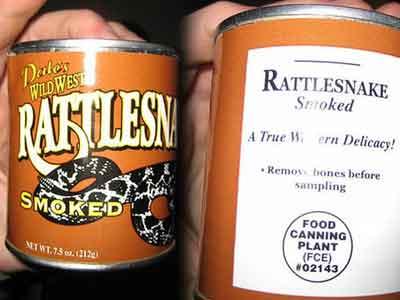 Dale's
WILD WEST
RATTLESNA
SMOKED
NET WT. 7.5 oz. (212g)
RATTLESNAKE
Smoked
A True W ern Delicacy!
• Remove bones before
sampling
FOOD
CANNING
PLANT
(FCE)
#02143